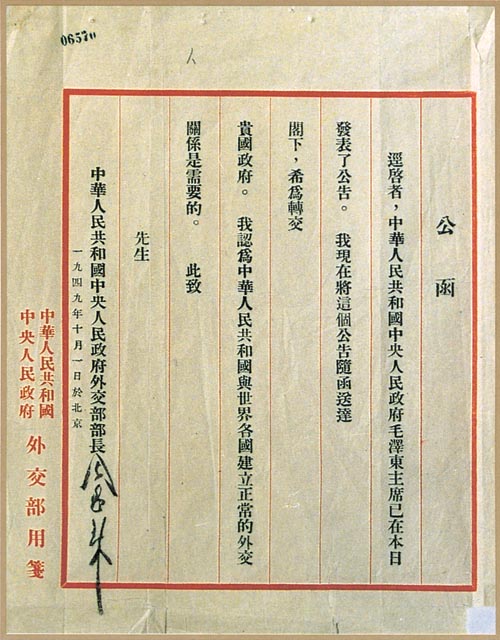 06570
公函
逕啓者，中華人民共和國中央人民政府毛澤東主席已在本日
發表了公告。 我現在將這個公告隨函送達
閣下，希爲轉交
貴國政府。 我認爲中華人民共和國與世界各國建立正常的外交
關係是需要的。 此致
先生
中華人民共和國中央人民政府外交部部長
一九四九年十月一日於北京
中華人民共和國
中央人民政府
外交部用箋